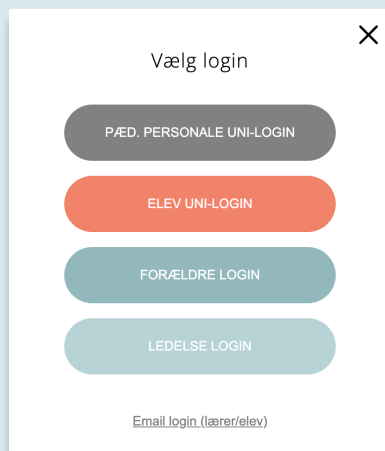 Vælg login
PÆD. PERSONALE UNI-LOGIN
ELEV UNI-LOGIN
FORÆLDRE LOGIN
LEDELSE LOGIN
Email login (lærer/elev)